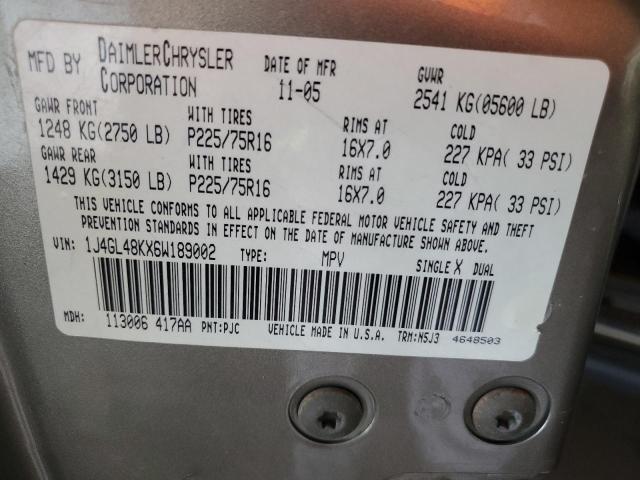 MFD BY DAIMLERCHRYSLER CORPORATION DATE OF MFR 11-05 GVWR 2541 KG(05600 LB)
GAWR FRONT WITH TIRES RIMS AT COLD
1248 KG(2750 LB) P225/75R16 16X7.0 227 KPA( 33 PSI)
GAWR REAR WITH TIRES RIMS AT COLD
1429 KG(3150 LB) P225/75R16 16X7.0 227 KPA( 33 PSI)
THIS VEHICLE CONFORMS TO ALL APPLICABLE FEDERAL MOTOR VEHICLE SAFETY AND THEFT
PREVENTION STANDARDS IN EFFECT ON THE DATE OF MANUFACTURE SHOWN ABOVE.
VIN: 1J4GL48KX6W189002 TYPE: MPV SINGLE X DUAL
MDH: 113006 417AA PNT:PJC VEHICLE MADE IN U.S.A. TRM:N5J3 4648503